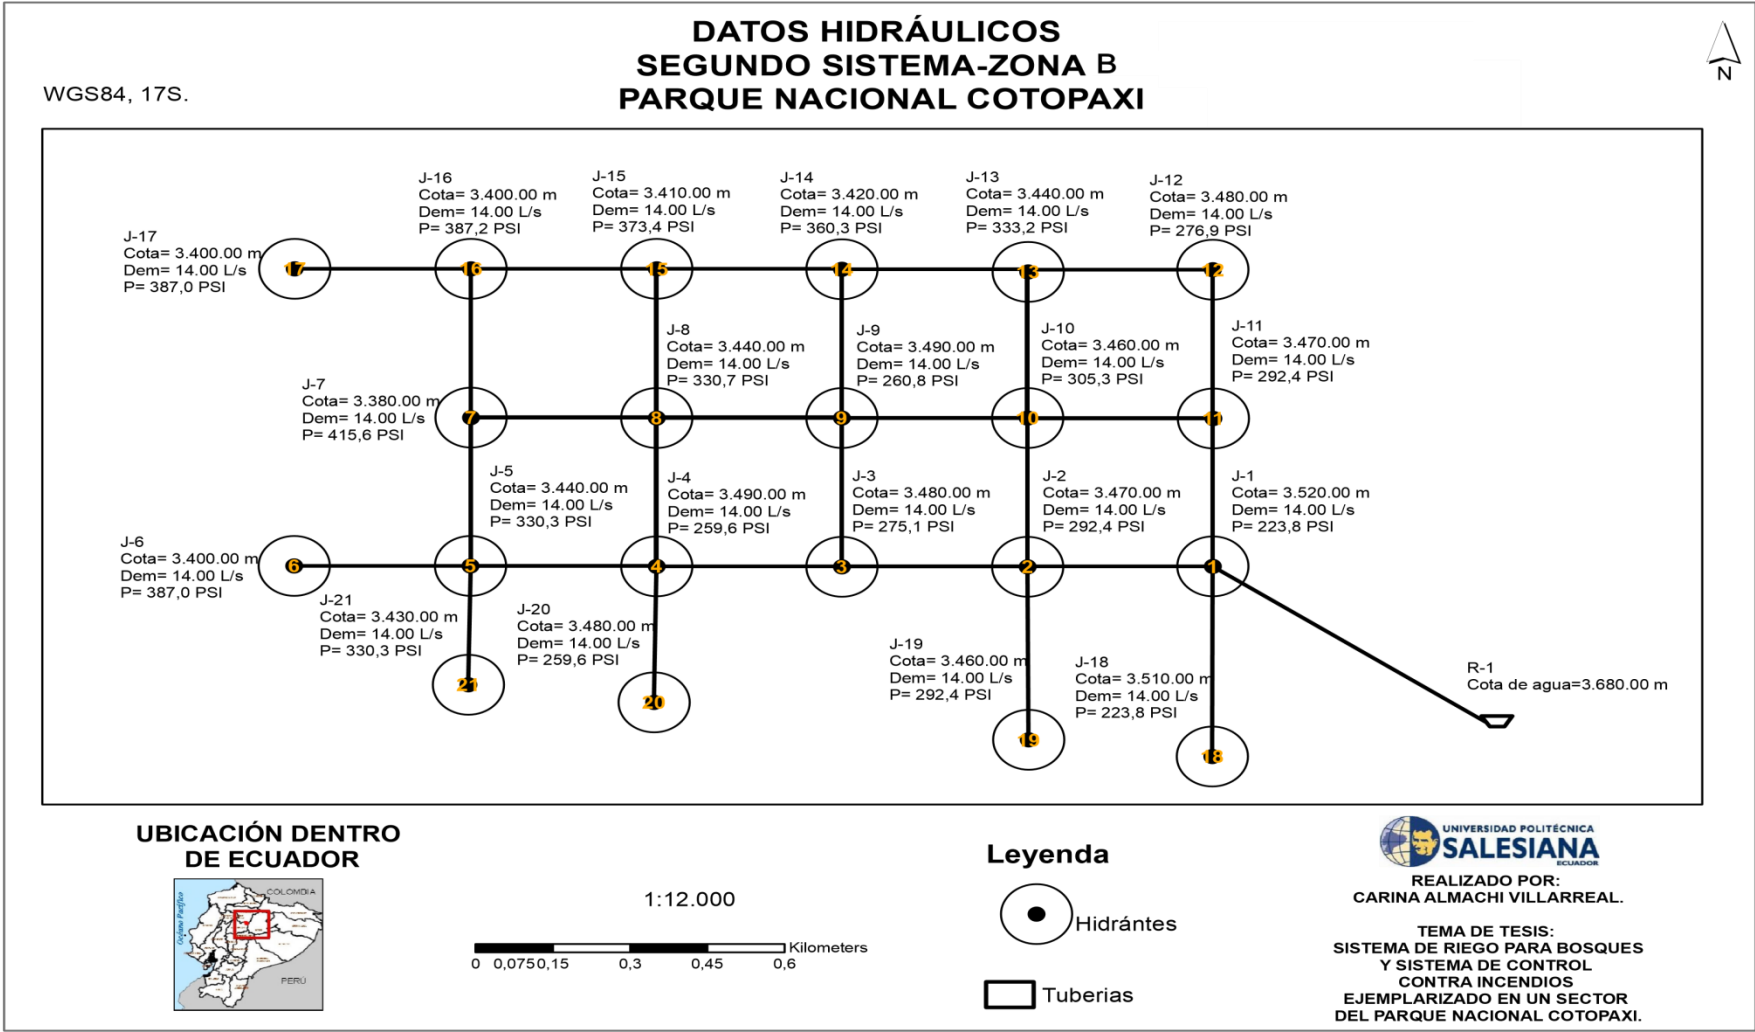 DATOS HIDRÁULICOS
SEGUNDO SISTEMA-ZONA B
PARQUE NACIONAL COTOPAXI
WGS84, 17S.
N
J-17
Cota= 3.400.00 m
Dem= 14.00 L/s
P= 387,0 PSI
J-16
Cota= 3.400.00 m
Dem= 14.00 L/s
P= 387,2 PSI
J-15
Cota= 3.410.00 m
Dem= 14.00 L/s
P= 373,4 PSI
J-14
Cota= 3.420.00 m
Dem= 14.00 L/s
P= 360,3 PSI
J-13
Cota= 3.440.00 m
Dem= 14.00 L/s
P= 333,2 PSI
J-12
Cota= 3.480.00 m
Dem= 14.00 L/s
P= 276,9 PSI
17
16
15
14
13
12
J-7
Cota= 3.380.00 m
Dem= 14.00 L/s
P= 415,6 PSI
J-8
Cota= 3.440.00 m
Dem= 14.00 L/s
P= 330,7 PSI
J-9
Cota= 3.490.00 m
Dem= 14.00 L/s
P= 260,8 PSI
J-10
Cota= 3.460.00 m
Dem= 14.00 L/s
P= 305,3 PSI
J-11
Cota= 3.470.00 m
Dem= 14.00 L/s
P= 292,4 PSI
7
8
9
10
11
J-6
Cota= 3.400.00 m
Dem= 14.00 L/s
P= 387,0 PSI
J-5
Cota= 3.440.00 m
Dem= 14.00 L/s
P= 330,3 PSI
J-4
Cota= 3.490.00 m
Dem= 14.00 L/s
P= 259,6 PSI
J-3
Cota= 3.480.00 m
Dem= 14.00 L/s
P= 275,1 PSI
J-2
Cota= 3.470.00 m
Dem= 14.00 L/s
P= 292,4 PSI
J-1
Cota= 3.520.00 m
Dem= 14.00 L/s
P= 223,8 PSI
6
5
4
3
2
1
J-21
Cota= 3.430.00 m
Dem= 14.00 L/s
P= 330,3 PSI
J-20
Cota= 3.480.00 m
Dem= 14.00 L/s
P= 259,6 PSI
J-19
Cota= 3.460.00 m
Dem= 14.00 L/s
P= 292,4 PSI
J-18
Cota= 3.510.00 m
Dem= 14.00 L/s
P= 223,8 PSI
R-1
Cota de agua=3.680.00 m
21
20
19
18
UBICACIÓN DENTRO
DE ECUADOR
COLOMBIA
Océano Pacífico
PERÚ
1:12.000
Kilometers
0 0,075 0,15 0,3 0,45 0,6
Leyenda
Hidrántes
Tuberias
UNIVERSIDAD POLITÉCNICA
SALESIANA
ECUADOR
REALIZADO POR:
CARINA ALMACHI VILLARREAL.
TEMA DE TESIS:
SISTEMA DE RIEGO PARA BOSQUES
Y SISTEMA DE CONTROL
CONTRA INCENDIOS
EJEMPLARIZADO EN UN SECTOR
DEL PARQUE NACIONAL COTOPAXI.